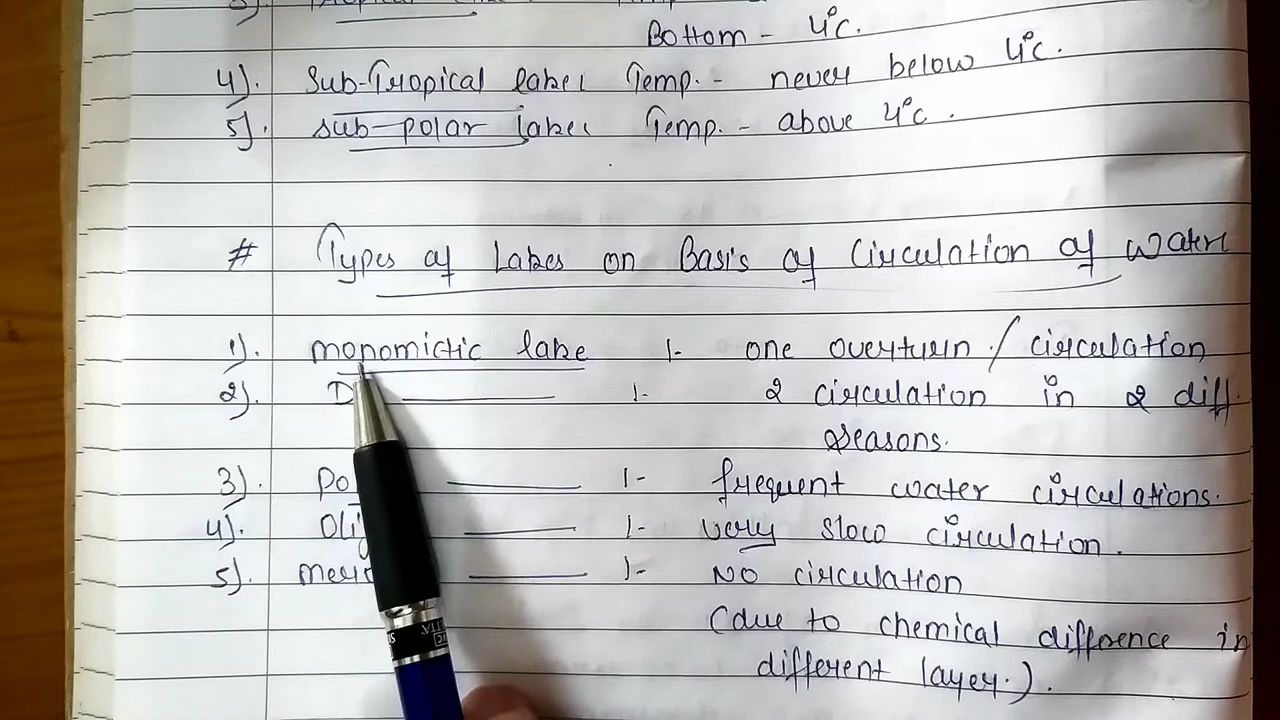 Bottom - 4°c.
4). Sub-Tropical lakes Temp. - never below 4°c.
5). sub-polar lakes Temp. - above 4°c.
# Types of Lakes on Basis of Circulation of water
1). monomictic lake :- one overturn / circulation
2). D :- 2 circulation in 2 diff.
seasons.
3). Po :- frequent water circulations.
4). Oli :- very slow circulation.
5). Mero :- No circulation
(due to chemical difference in
different layer.).